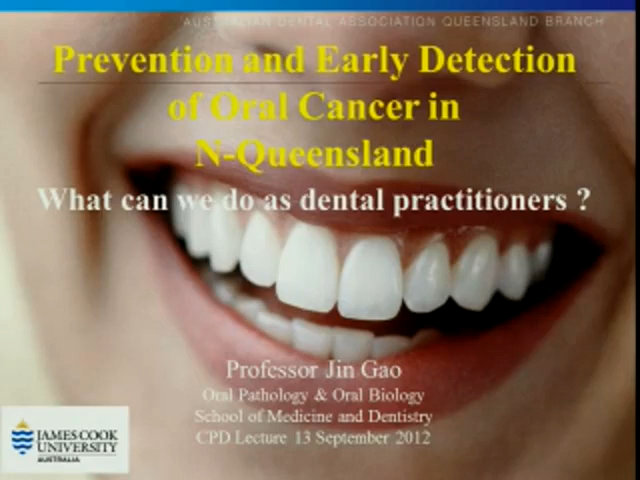 AUSTRALIAN DENTAL ASSOCIATION QUEENSLAND BRANCH
Prevention and Early Detection
of Oral Cancer in
N-Queensland
What can we do as dental practitioners ?
Professor Jin Gao
Oral Pathology & Oral Biology
School of Medicine and Dentistry
CPD Lecture 13 September 2012
JAMES COOK
UNIVERSITY
AUSTRALIA